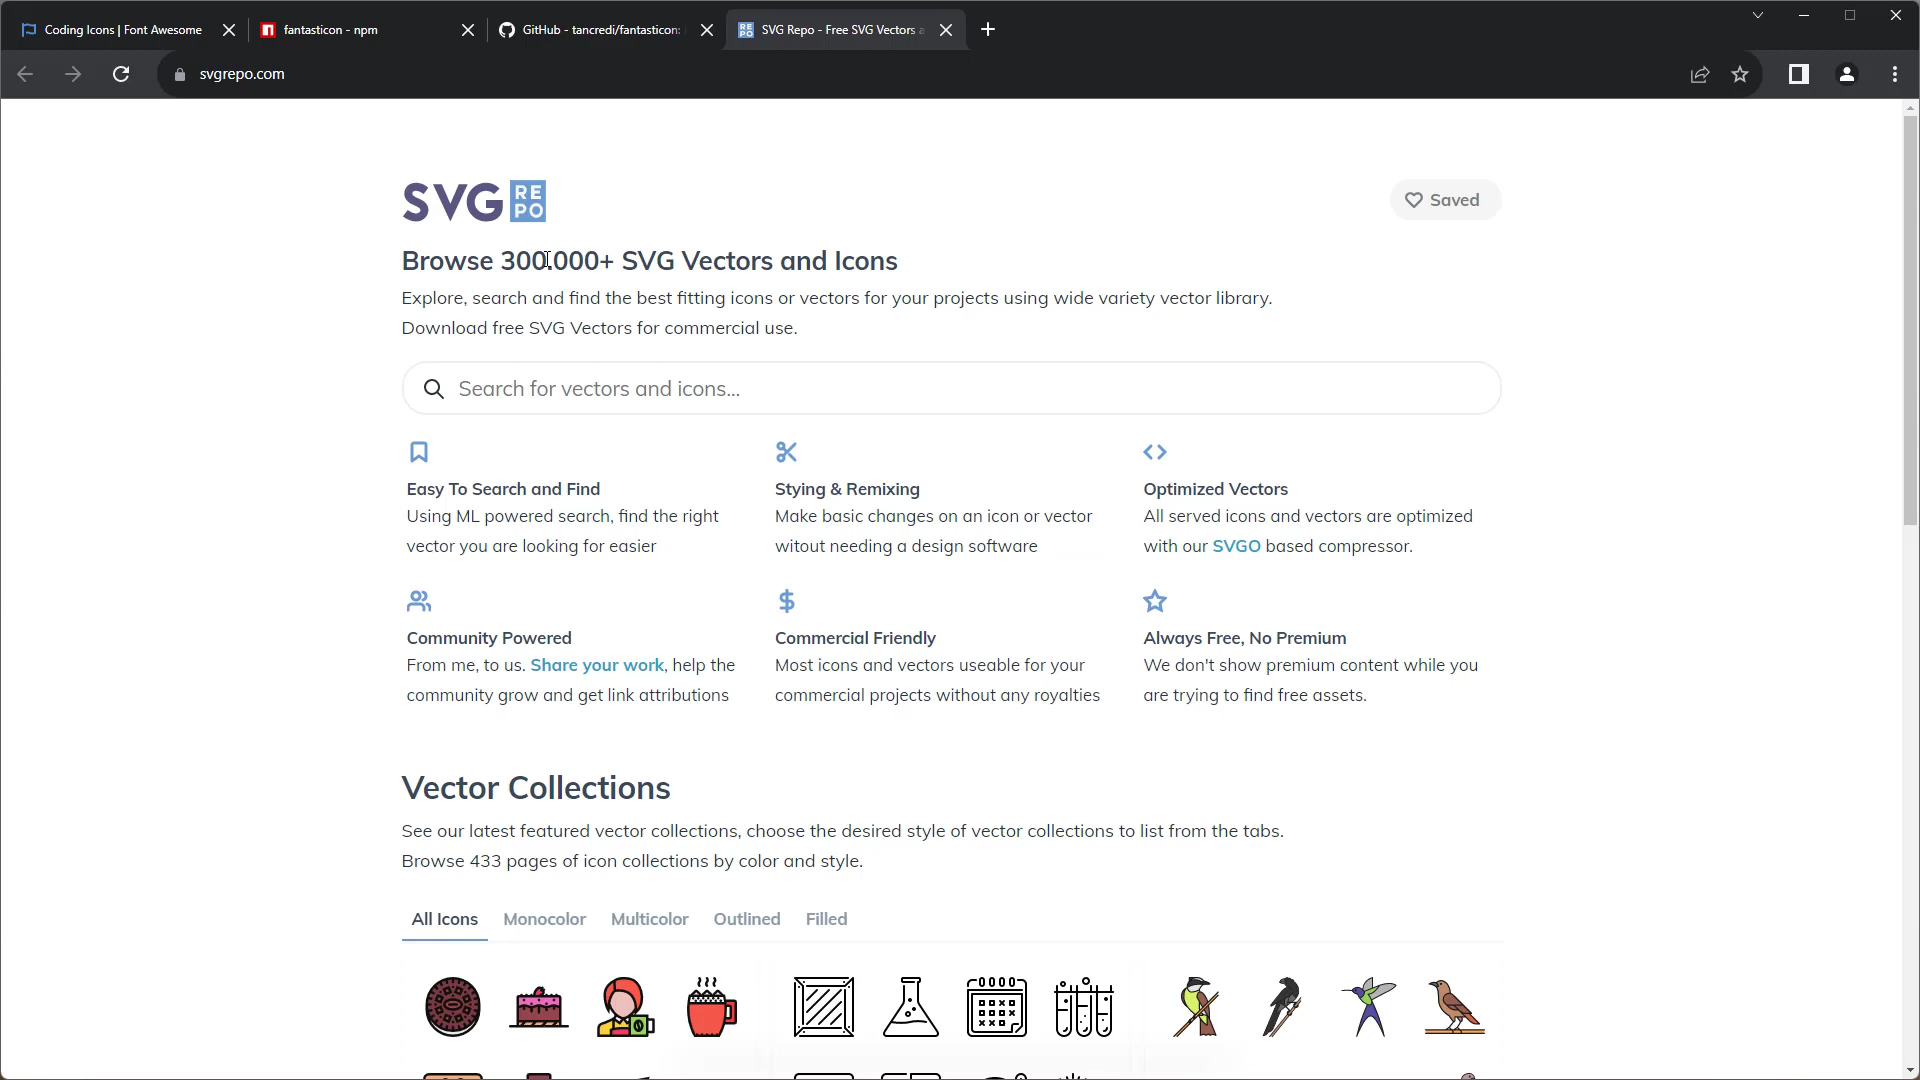 Coding Icons | Font Awesome
fantasticon - npm
GitHub - tancredi/fantasticon:
SVG Repo - Free SVG Vectors a
svgrepo.com
SVG REPO
Saved
Browse 300.000+ SVG Vectors and Icons
Explore, search and find the best fitting icons or vectors for your projects using wide variety vector library.
Download free SVG Vectors for commercial use.
Search for vectors and icons...
Easy To Search and Find
Using ML powered search, find the right
vector you are looking for easier
Stying & Remixing
Make basic changes on an icon or vector
witout needing a design software
Optimized Vectors
All served icons and vectors are optimized
with our SVGO based compressor.
Community Powered
From me, to us. Share your work, help the
community grow and get link attributions
Commercial Friendly
Most icons and vectors useable for your
commercial projects without any royalties
Always Free, No Premium
We don't show premium content while you
are trying to find free assets.
Vector Collections
See our latest featured vector collections, choose the desired style of vector collections to list from the tabs.
Browse 433 pages of icon collections by color and style.
All Icons
Monocolor
Multicolor
Outlined
Filled